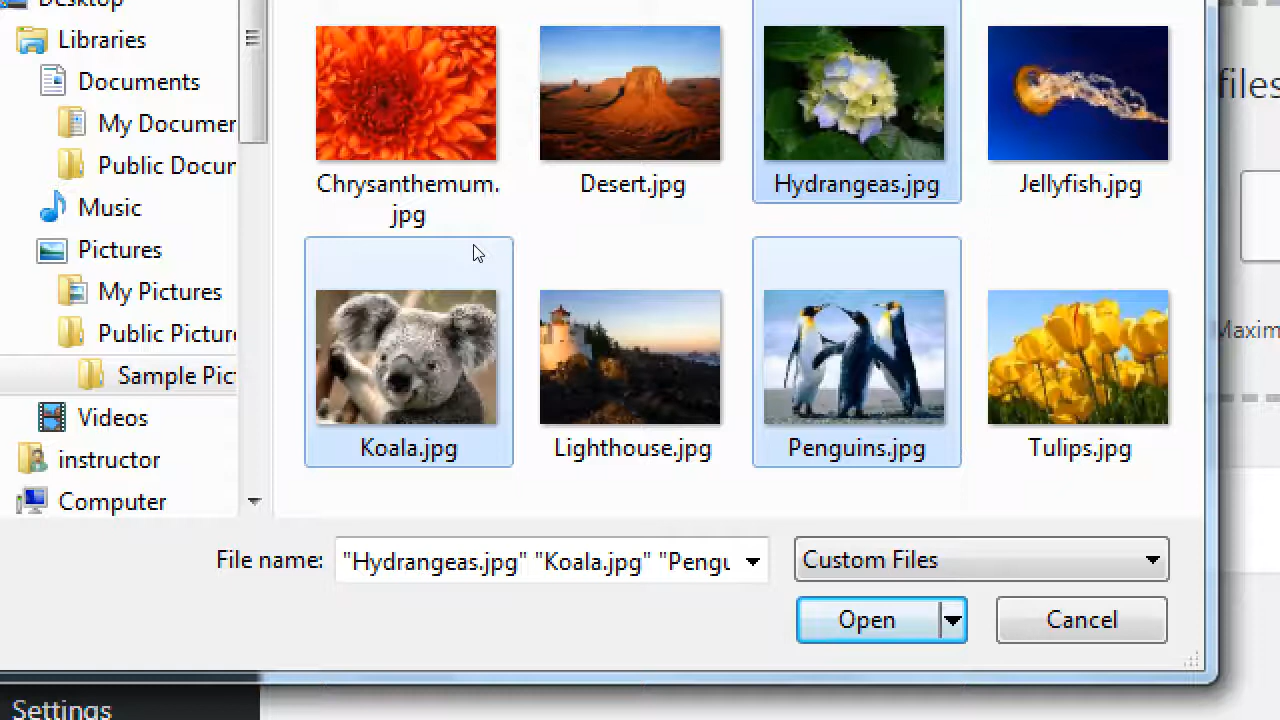 Desktop
Libraries
Documents
My Documen
Public Docur
Music
Pictures
My Pictures
Public Picture
Sample Pic
Videos
instructor
Computer
Chrysanthemum.
jpg
Desert.jpg
Hydrangeas.jpg
Jellyfish.jpg
Koala.jpg
Lighthouse.jpg
Penguins.jpg
Tulips.jpg
files
Maxim
File name:
"Hydrangeas.jpg" "Koala.jpg" "Pengu
Custom Files
Open
Cancel
Settings